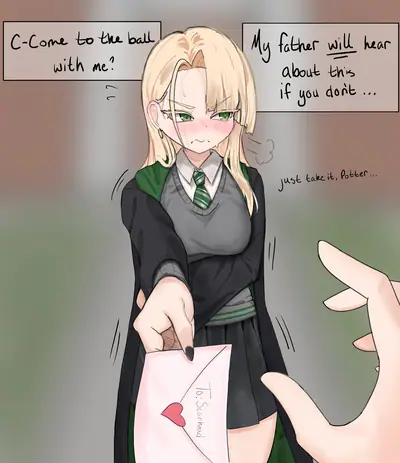 C-Come to the ball
with me?
My father will hear
about this
if you don't...
just take it, Potter...
To: Scarhead